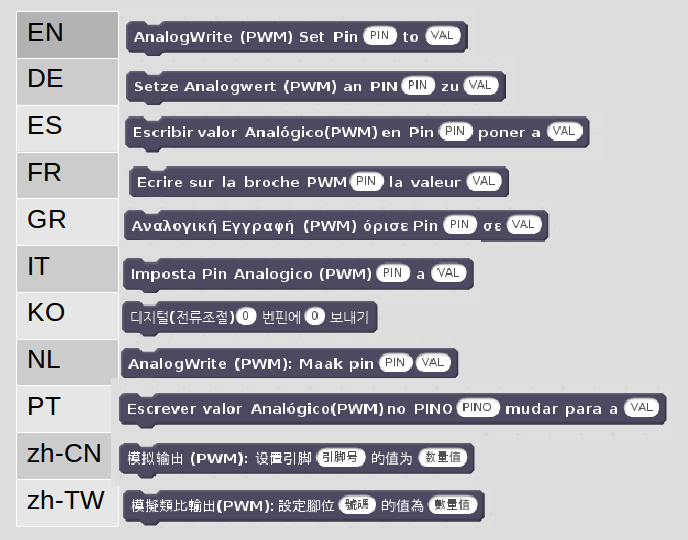 EN AnalogWrite (PWM) Set Pin PIN to VAL
DE Setze Analogwert (PWM) an PIN PIN zu VAL
ES Escribir valor Analógico(PWM) en Pin PIN poner a VAL
FR Ecrire sur la broche PWM PIN la valeur VAL
GR Αναλογική Εγγραφή (PWM) όρισε Pin PIN σε VAL
IT Imposta Pin Analogico (PWM) PIN a VAL
KO 디지털(전류조절) 0 번핀에 0 보내기
NL AnalogWrite (PWM): Maak pin PIN VAL
PT Escrever valor Analógico(PWM) no PINO PINO mudar para a VAL
zh-CN 模拟输出 (PWM): 设置引脚 引脚号 的值为 数量值
zh-TW 模擬類比輸出(PWM): 設定腳位 號碼 的值為 數量值